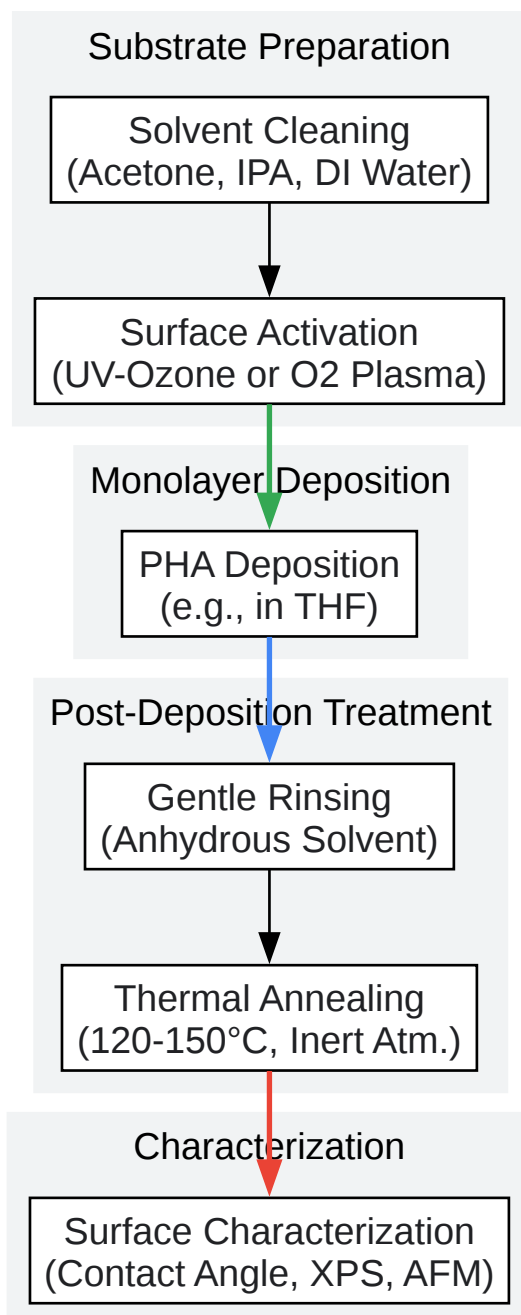 Substrate Preparation
Solvent Cleaning
(Acetone, IPA, DI Water)
Surface Activation
(UV-Ozone or O2 Plasma)
Monolayer Deposition
PHA Deposition
(e.g., in THF)
Post-Deposition Treatment
Gentle Rinsing
(Anhydrous Solvent)
Thermal Annealing
(120-150°C, Inert Atm.)
Characterization
Surface Characterization
(Contact Angle, XPS, AFM)